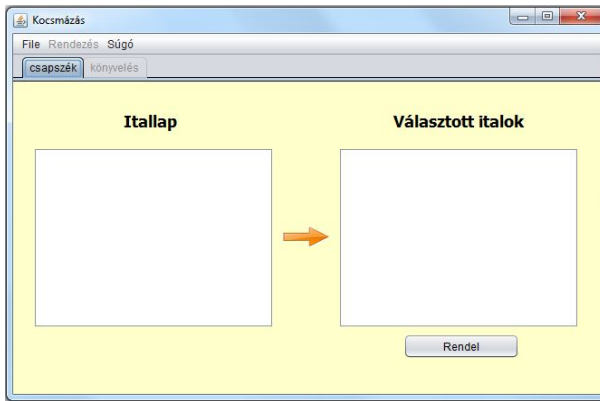 Kocsmázás
File Rendezés Súgó
csapszék könyvelés
Itallap Választott italok
Rendel